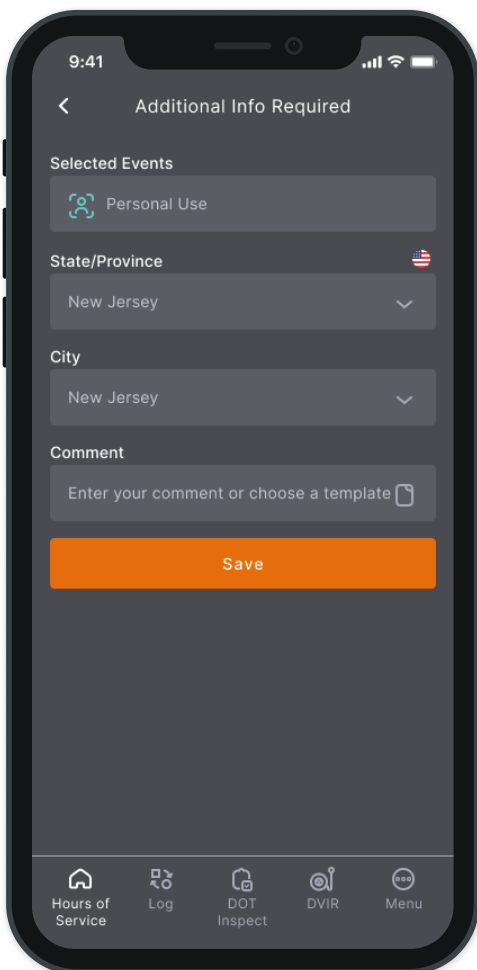 9:41
Additional Info Required
Selected Events
Personal Use
State/Province
New Jersey
City
New Jersey
Comment
Enter your comment or choose a template
Save
Hours of
Service
Log
DOT
Inspect
DVIR
Menu